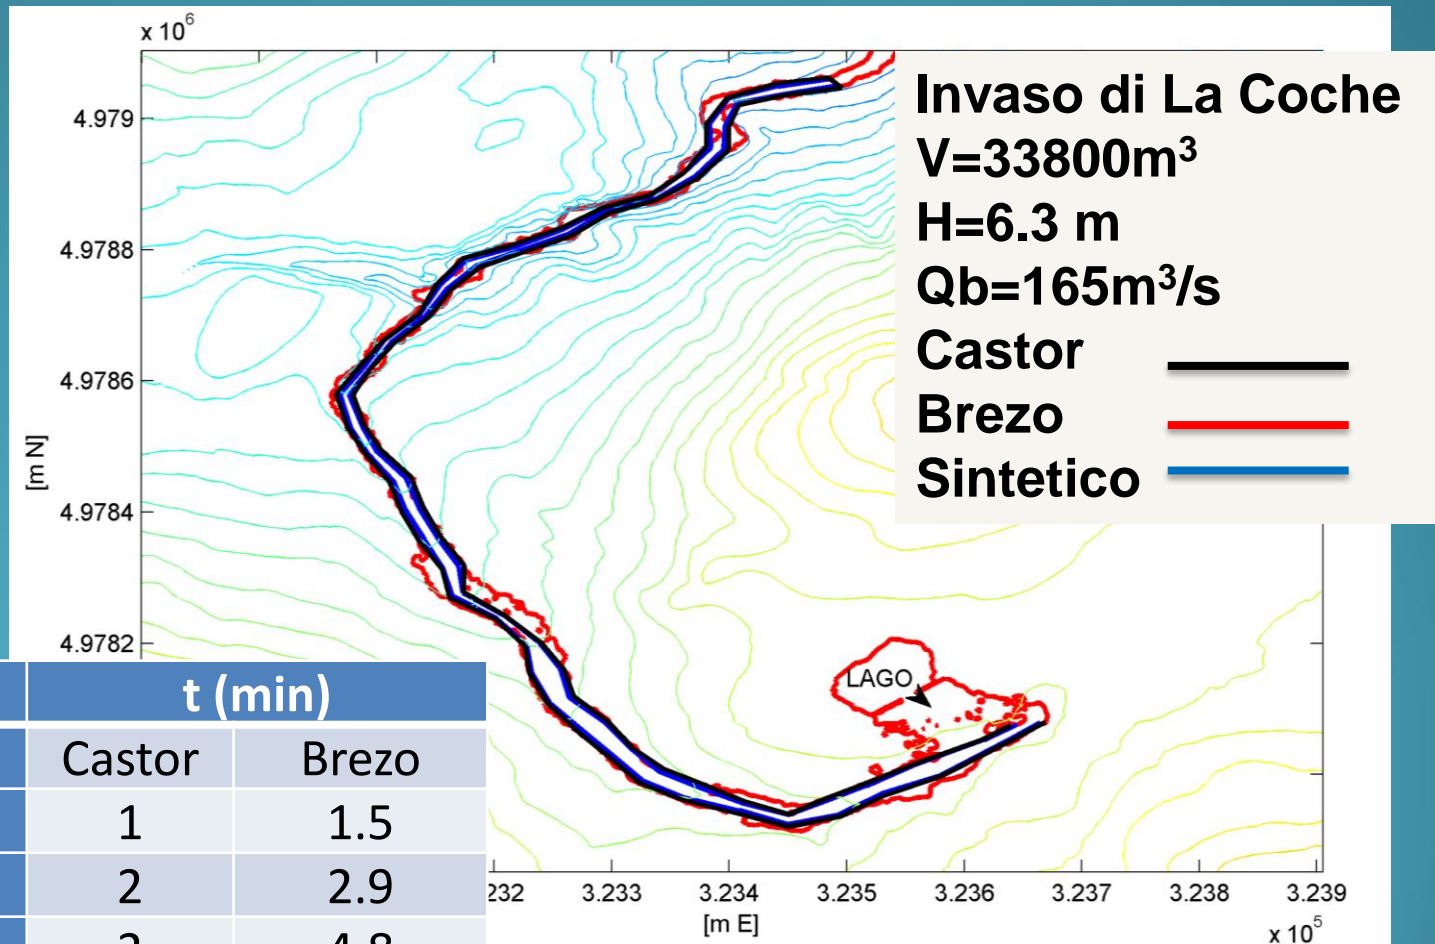 x 10⁶
4.979
4.9788
4.9786
4.9784
4.9782
[m N]
Invaso di La Coche
V=33800m³
H=6.3 m
Qb=165m³/s
Castor
Brezo
Sintetico
LAGO
t (min)
Castor Brezo
1 1.5
2 2.9
232 3.233 3.234 3.235 3.236 3.237 3.238 3.239
[m E]
x 10⁵